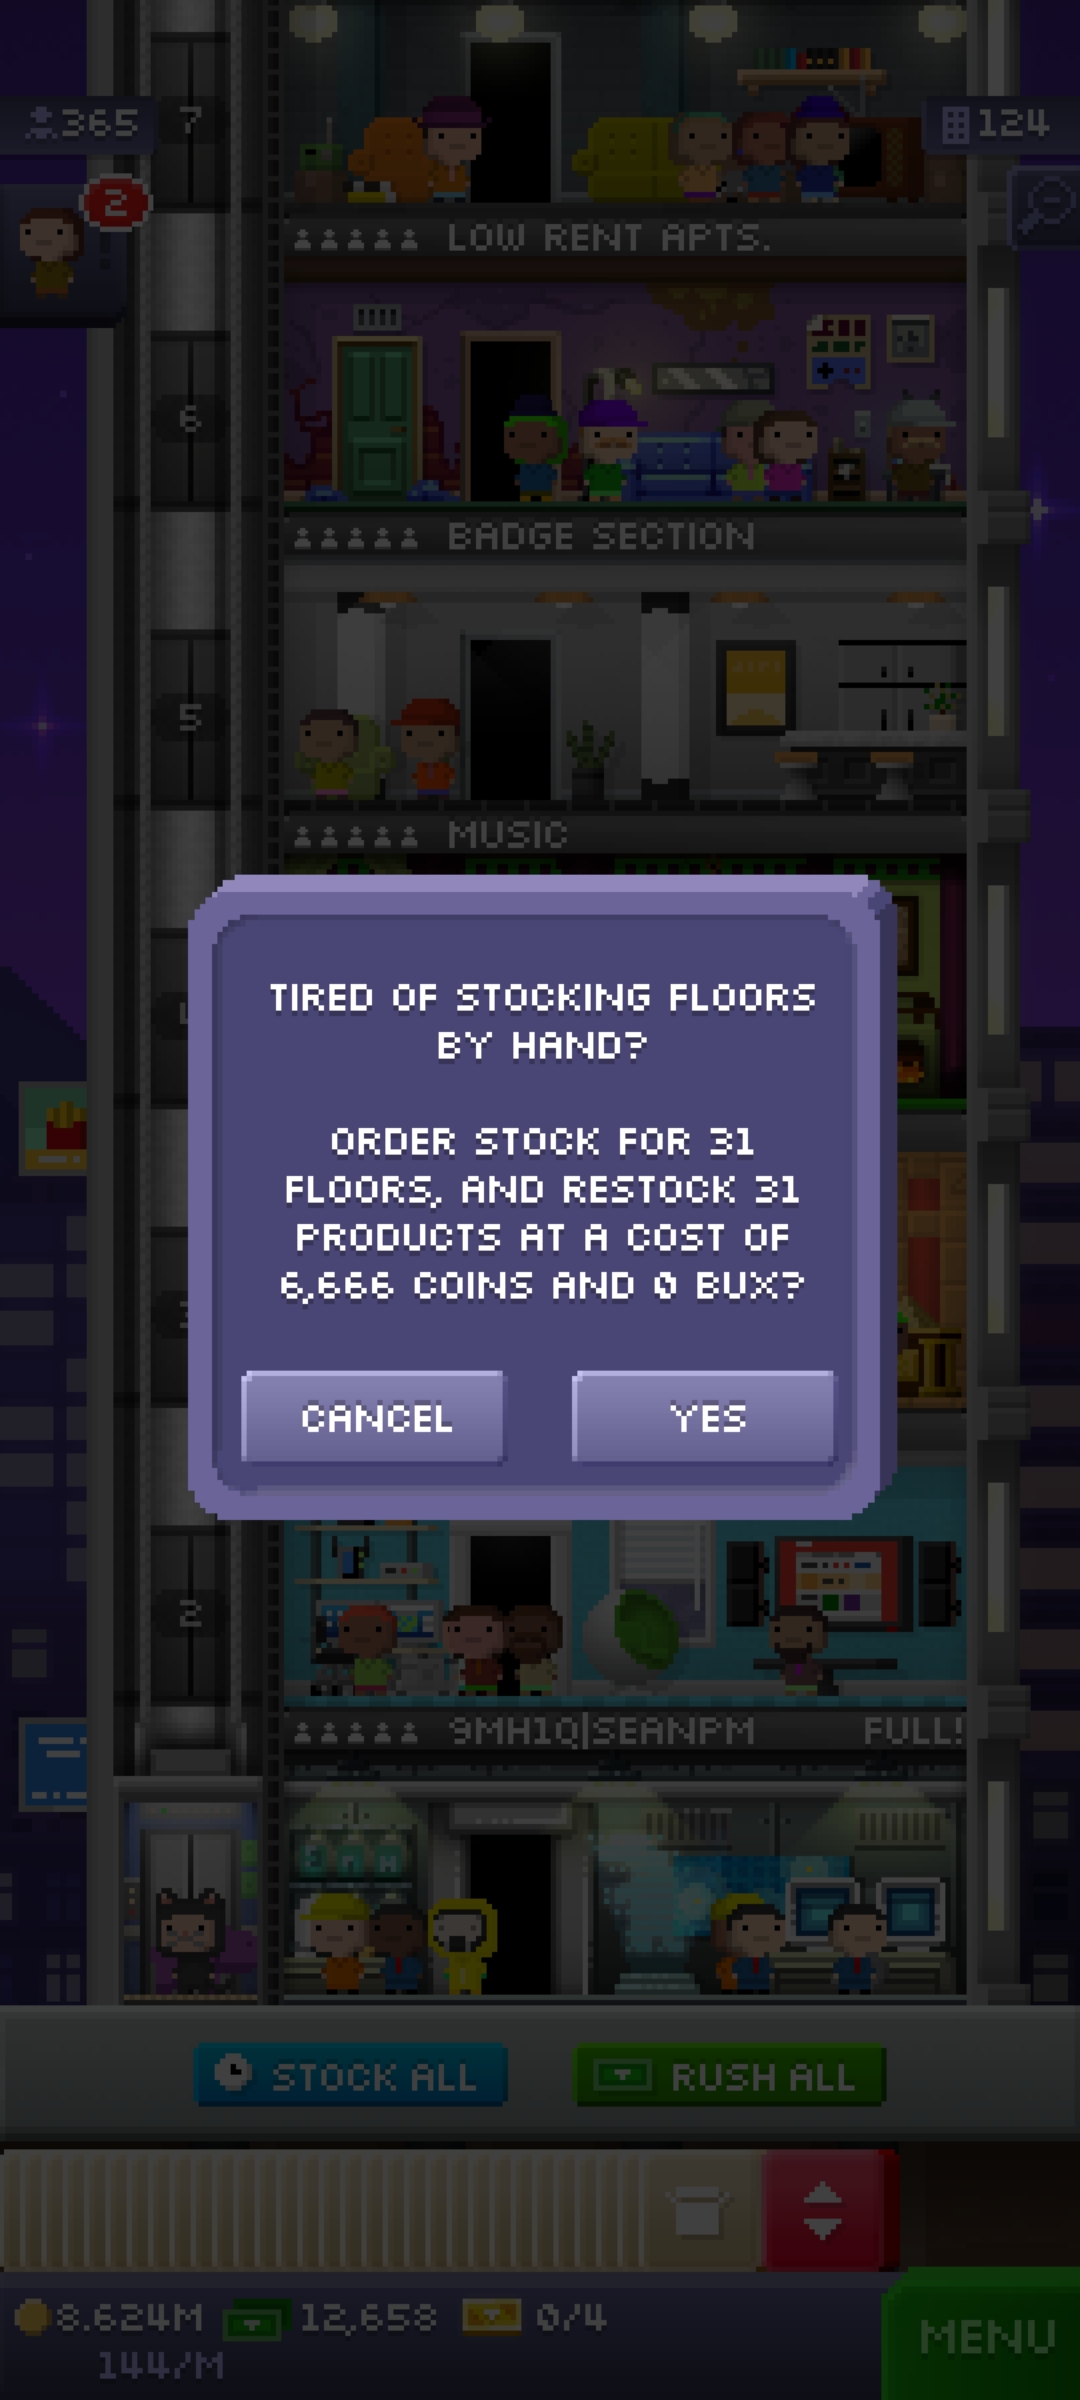 365
7
124
2
LOW RENT APTS.
6
BADGE SECTION
5
MUSIC
TIRED OF STOCKING FLOORS
BY HAND?
ORDER STOCK FOR 31
FLOORS, AND RESTOCK 31
PRODUCTS AT A COST OF
6,666 COINS AND 0 BUX?
CANCEL
YES
2
9MH1Q|SEANPM
FULL!
STOCK ALL
RUSH ALL
8.624M
12,658
0/4
144/M
MENU